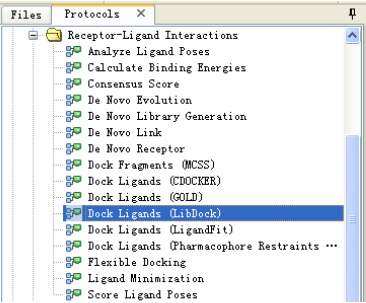 Files Protocols ×
Receptor-Ligand Interactions
Analyze Ligand Poses
Calculate Binding Energies
Consensus Score
De Novo Evolution
De Novo Library Generation
De Novo Link
De Novo Receptor
Dock Fragments (MCSS)
Dock Ligands (CDOCKER)
Dock Ligands (GOLD)
Dock Ligands (LibDock)
Dock Ligands (LigandFit)
Dock Ligands (Pharmacophore Restraints ...
Flexible Docking
Ligand Minimization
Score Ligand Poses